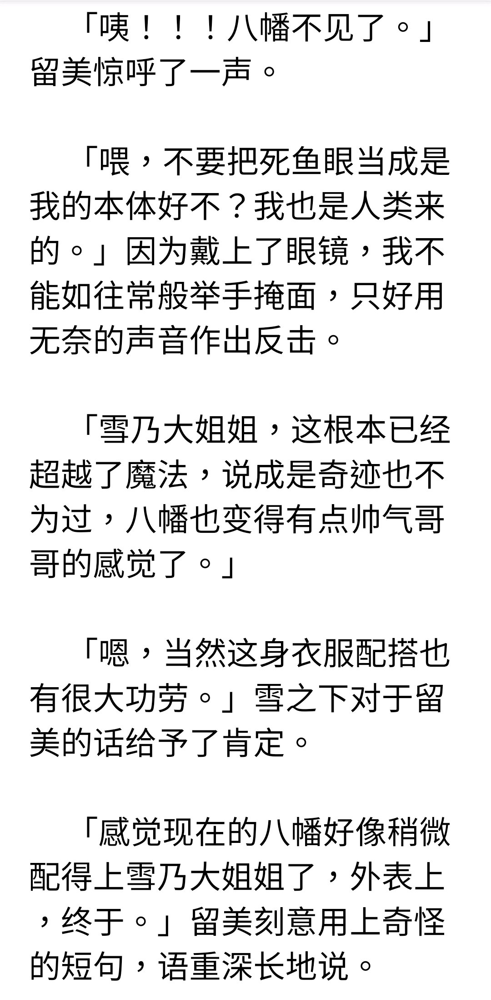 「咦！！！八幡不见了。」
留美惊呼了一声。
「喂，不要把死鱼眼当成是
我的本体好不？我也是人类来
的。」因为戴上了眼镜，我不
能如往常般举手掩面，只好用
无奈的声音作出反击。
「雪乃大姐姐，这根本已经
超越了魔法，说成是奇迹也不
为过，八幡也变得有点帅气哥
哥的感觉了。」
「嗯，当然这身衣服配搭也
有很大功劳。」雪之下对于留
美的话给予了肯定。
「感觉现在的八幡好像稍微
配得上雪乃大姐姐了，外表上
，终于。」留美刻意用上奇怪
的短句，语重深长地说。